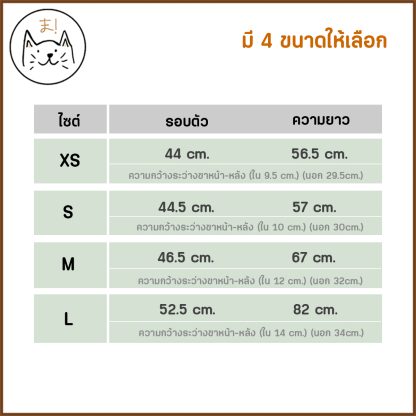 ま!
มี 4 ขนาดให้เลือก
ไซต์ รอบตัว ความยาว
XS 44 cm. 56.5 cm.
ความกว้างระว่างขาหน้า-หลัง (ใน 9.5 cm.) (นอก 29.5cm.)
S 44.5 cm. 57 cm.
ความกว้างระว่างขาหน้า-หลัง (ใน 10 cm.) (นอก 30cm.)
M 46.5 cm. 67 cm.
ความกว้างระว่างขาหน้า-หลัง (ใน 12 cm.) (นอก 32cm.)
L 52.5 cm. 82 cm.
ความกว้างระว่างขาหน้า-หลัง (ใน 14 cm.) (นอก 34cm.)